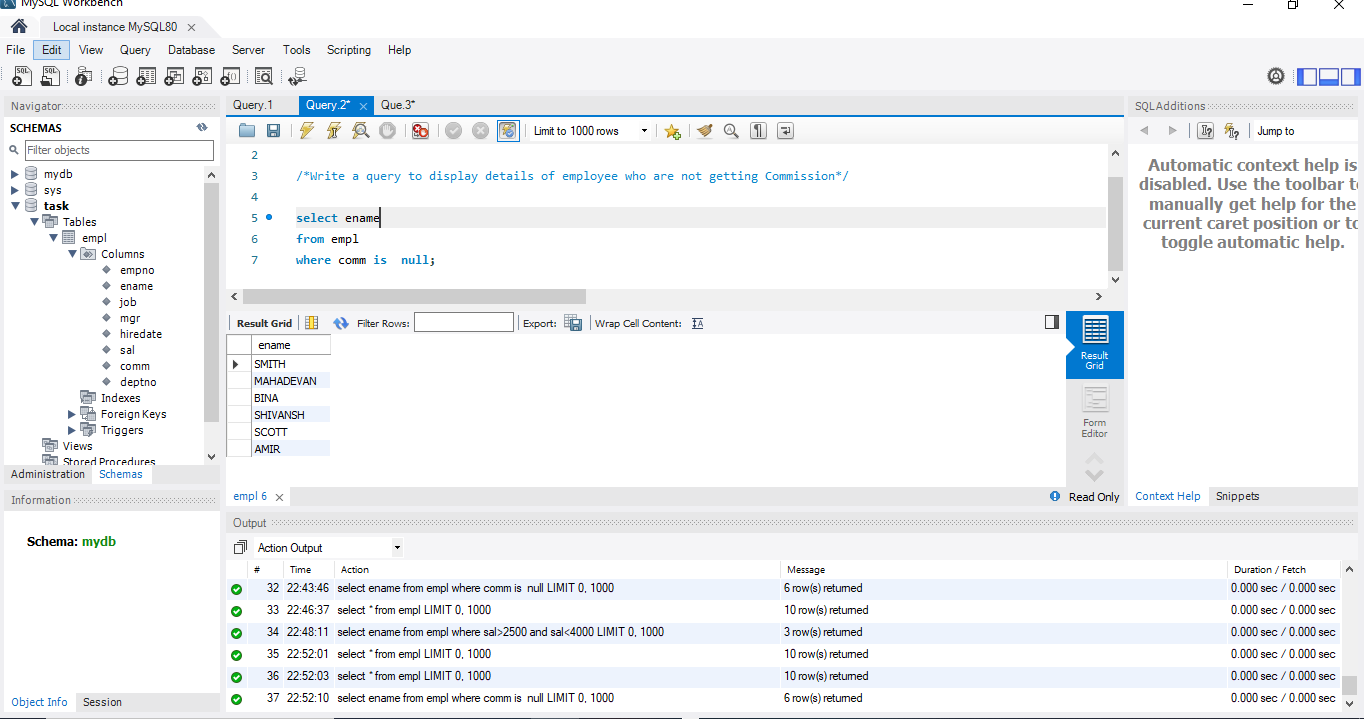 MySQL Workbench
Local instance MySQL80
File Edit View Query Database Server Tools Scripting Help
Navigator
SCHEMAS
Filter objects
mydb
sys
task
Tables
empl
Columns
empno
ename
job
mgr
hiredate
sal
comm
deptno
Indexes
Foreign Keys
Triggers
Views
Stored Procedures
Administration Schemas
Information
Schema: mydb
Object Info Session
Query.1 Query.2* Que.3*
Limit to 1000 rows
2
3 /*Write a query to display details of employee who are not getting Commission*/
4
5 select ename
6 from empl
7 where comm is  null;
Result Grid Filter Rows: Export: Wrap Cell Content:
ename
SMITH
MAHADEVAN
BINA
SHIVANSH
SCOTT
AMIR
Result
Grid
Form
Editor
empl 6
Read Only
SQLAdditions
Jump to
Automatic context help is
disabled. Use the toolbar to
manually get help for the
current caret position or to
toggle automatic help.
Context Help Snippets
Output
Action Output
# Time Action Message Duration / Fetch
32 22:43:46 select ename from empl where comm is  null LIMIT 0, 1000 6 row(s) returned 0.000 sec / 0.000 sec
33 22:46:37 select * from empl LIMIT 0, 1000 10 row(s) returned 0.000 sec / 0.000 sec
34 22:48:11 select ename from empl where sal>2500 and sal<4000 LIMIT 0, 1000 3 row(s) returned 0.000 sec / 0.000 sec
35 22:52:01 select * from empl LIMIT 0, 1000 10 row(s) returned 0.000 sec / 0.000 sec
36 22:52:03 select * from empl LIMIT 0, 1000 10 row(s) returned 0.000 sec / 0.000 sec
37 22:52:10 select ename from empl where comm is  null LIMIT 0, 1000 6 row(s) returned 0.000 sec / 0.000 sec